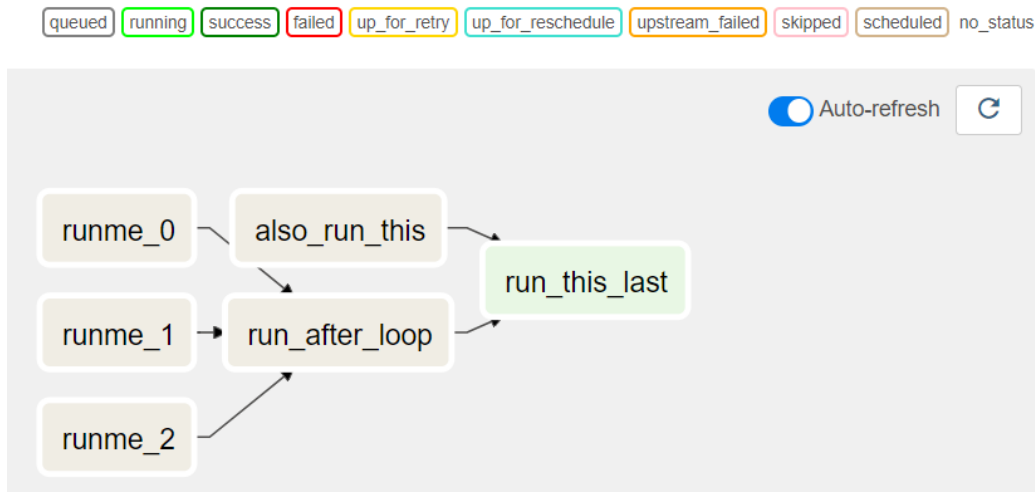 queued running success failed up_for_retry up_for_reschedule upstream_failed skipped scheduled no_status
Auto-refresh
runme_0 also_run_this
run_this_last
runme_1 run_after_loop
runme_2